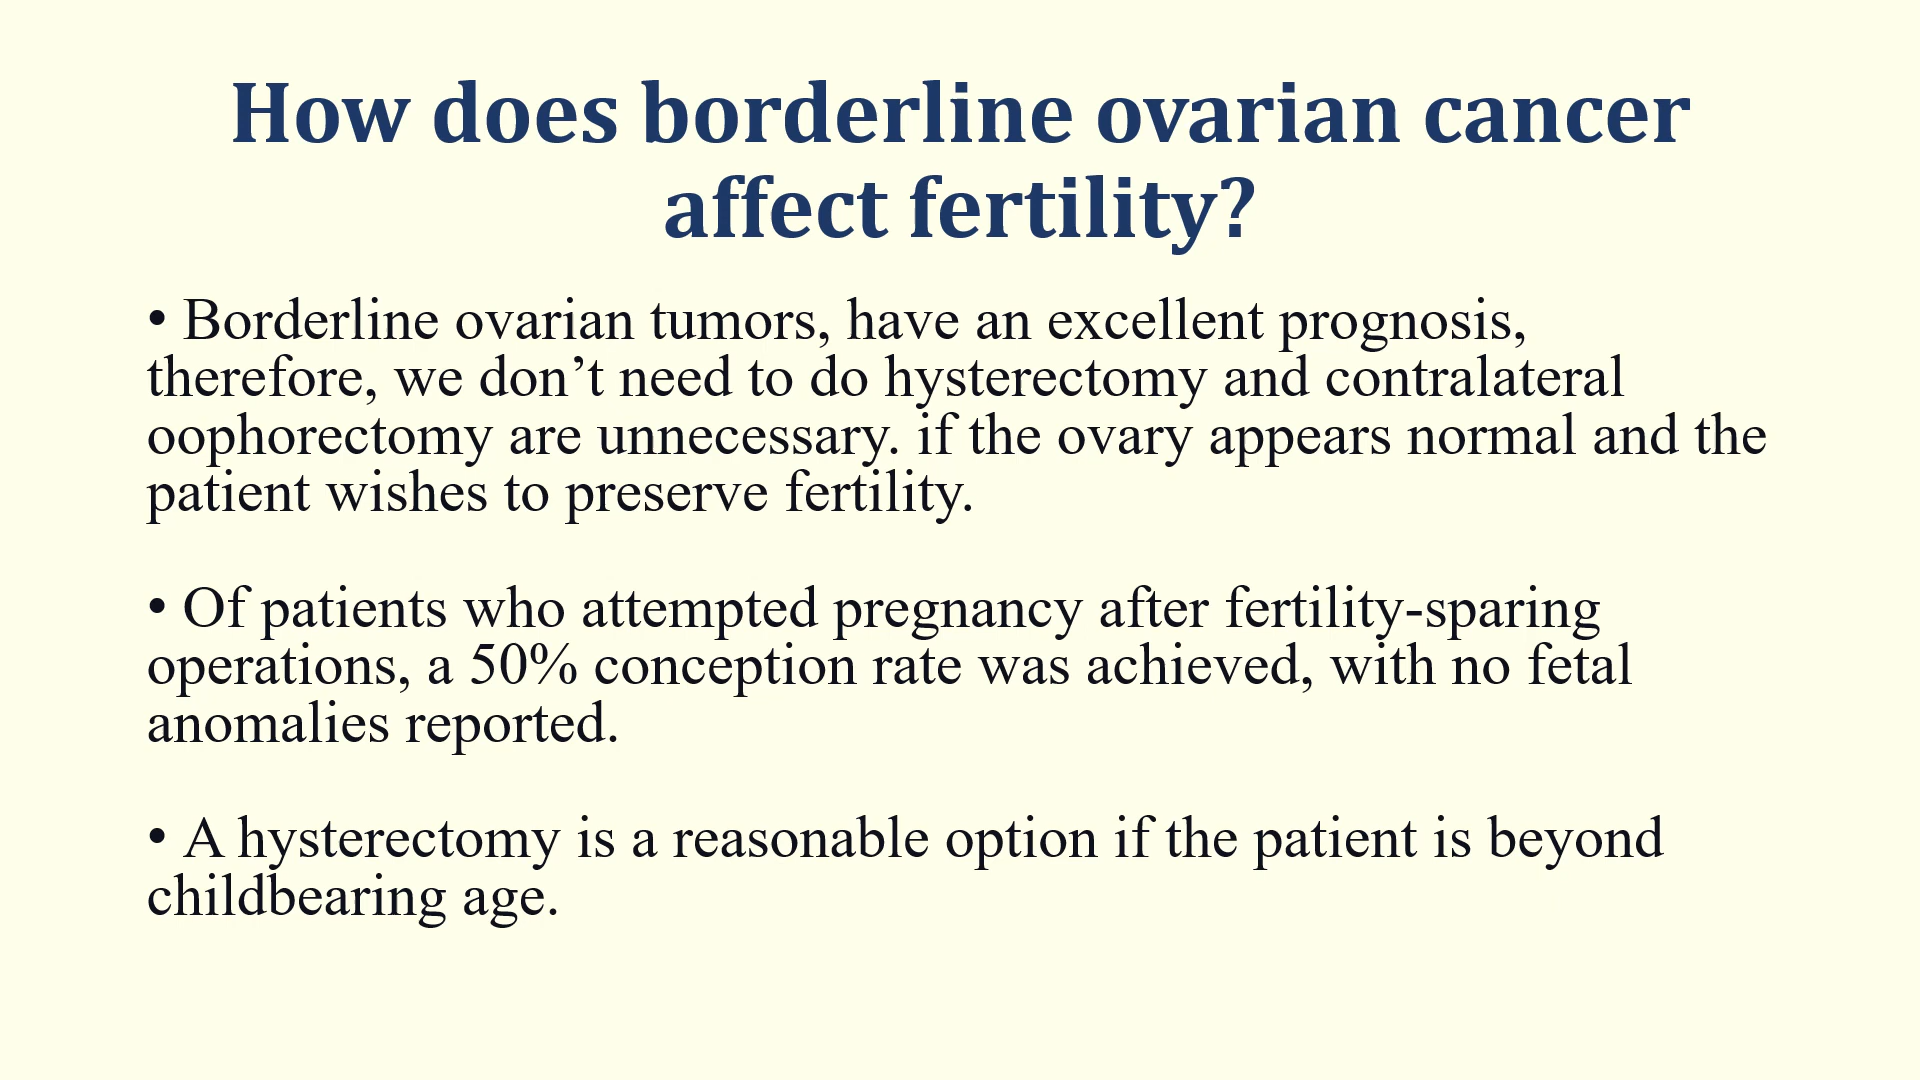 How does borderline ovarian cancer
affect fertility?
• Borderline ovarian tumors, have an excellent prognosis,
therefore, we don’t need to do hysterectomy and contralateral
oophorectomy are unnecessary. if the ovary appears normal and the
patient wishes to preserve fertility.
• Of patients who attempted pregnancy after fertility-sparing
operations, a 50% conception rate was achieved, with no fetal
anomalies reported.
• A hysterectomy is a reasonable option if the patient is beyond
childbearing age.